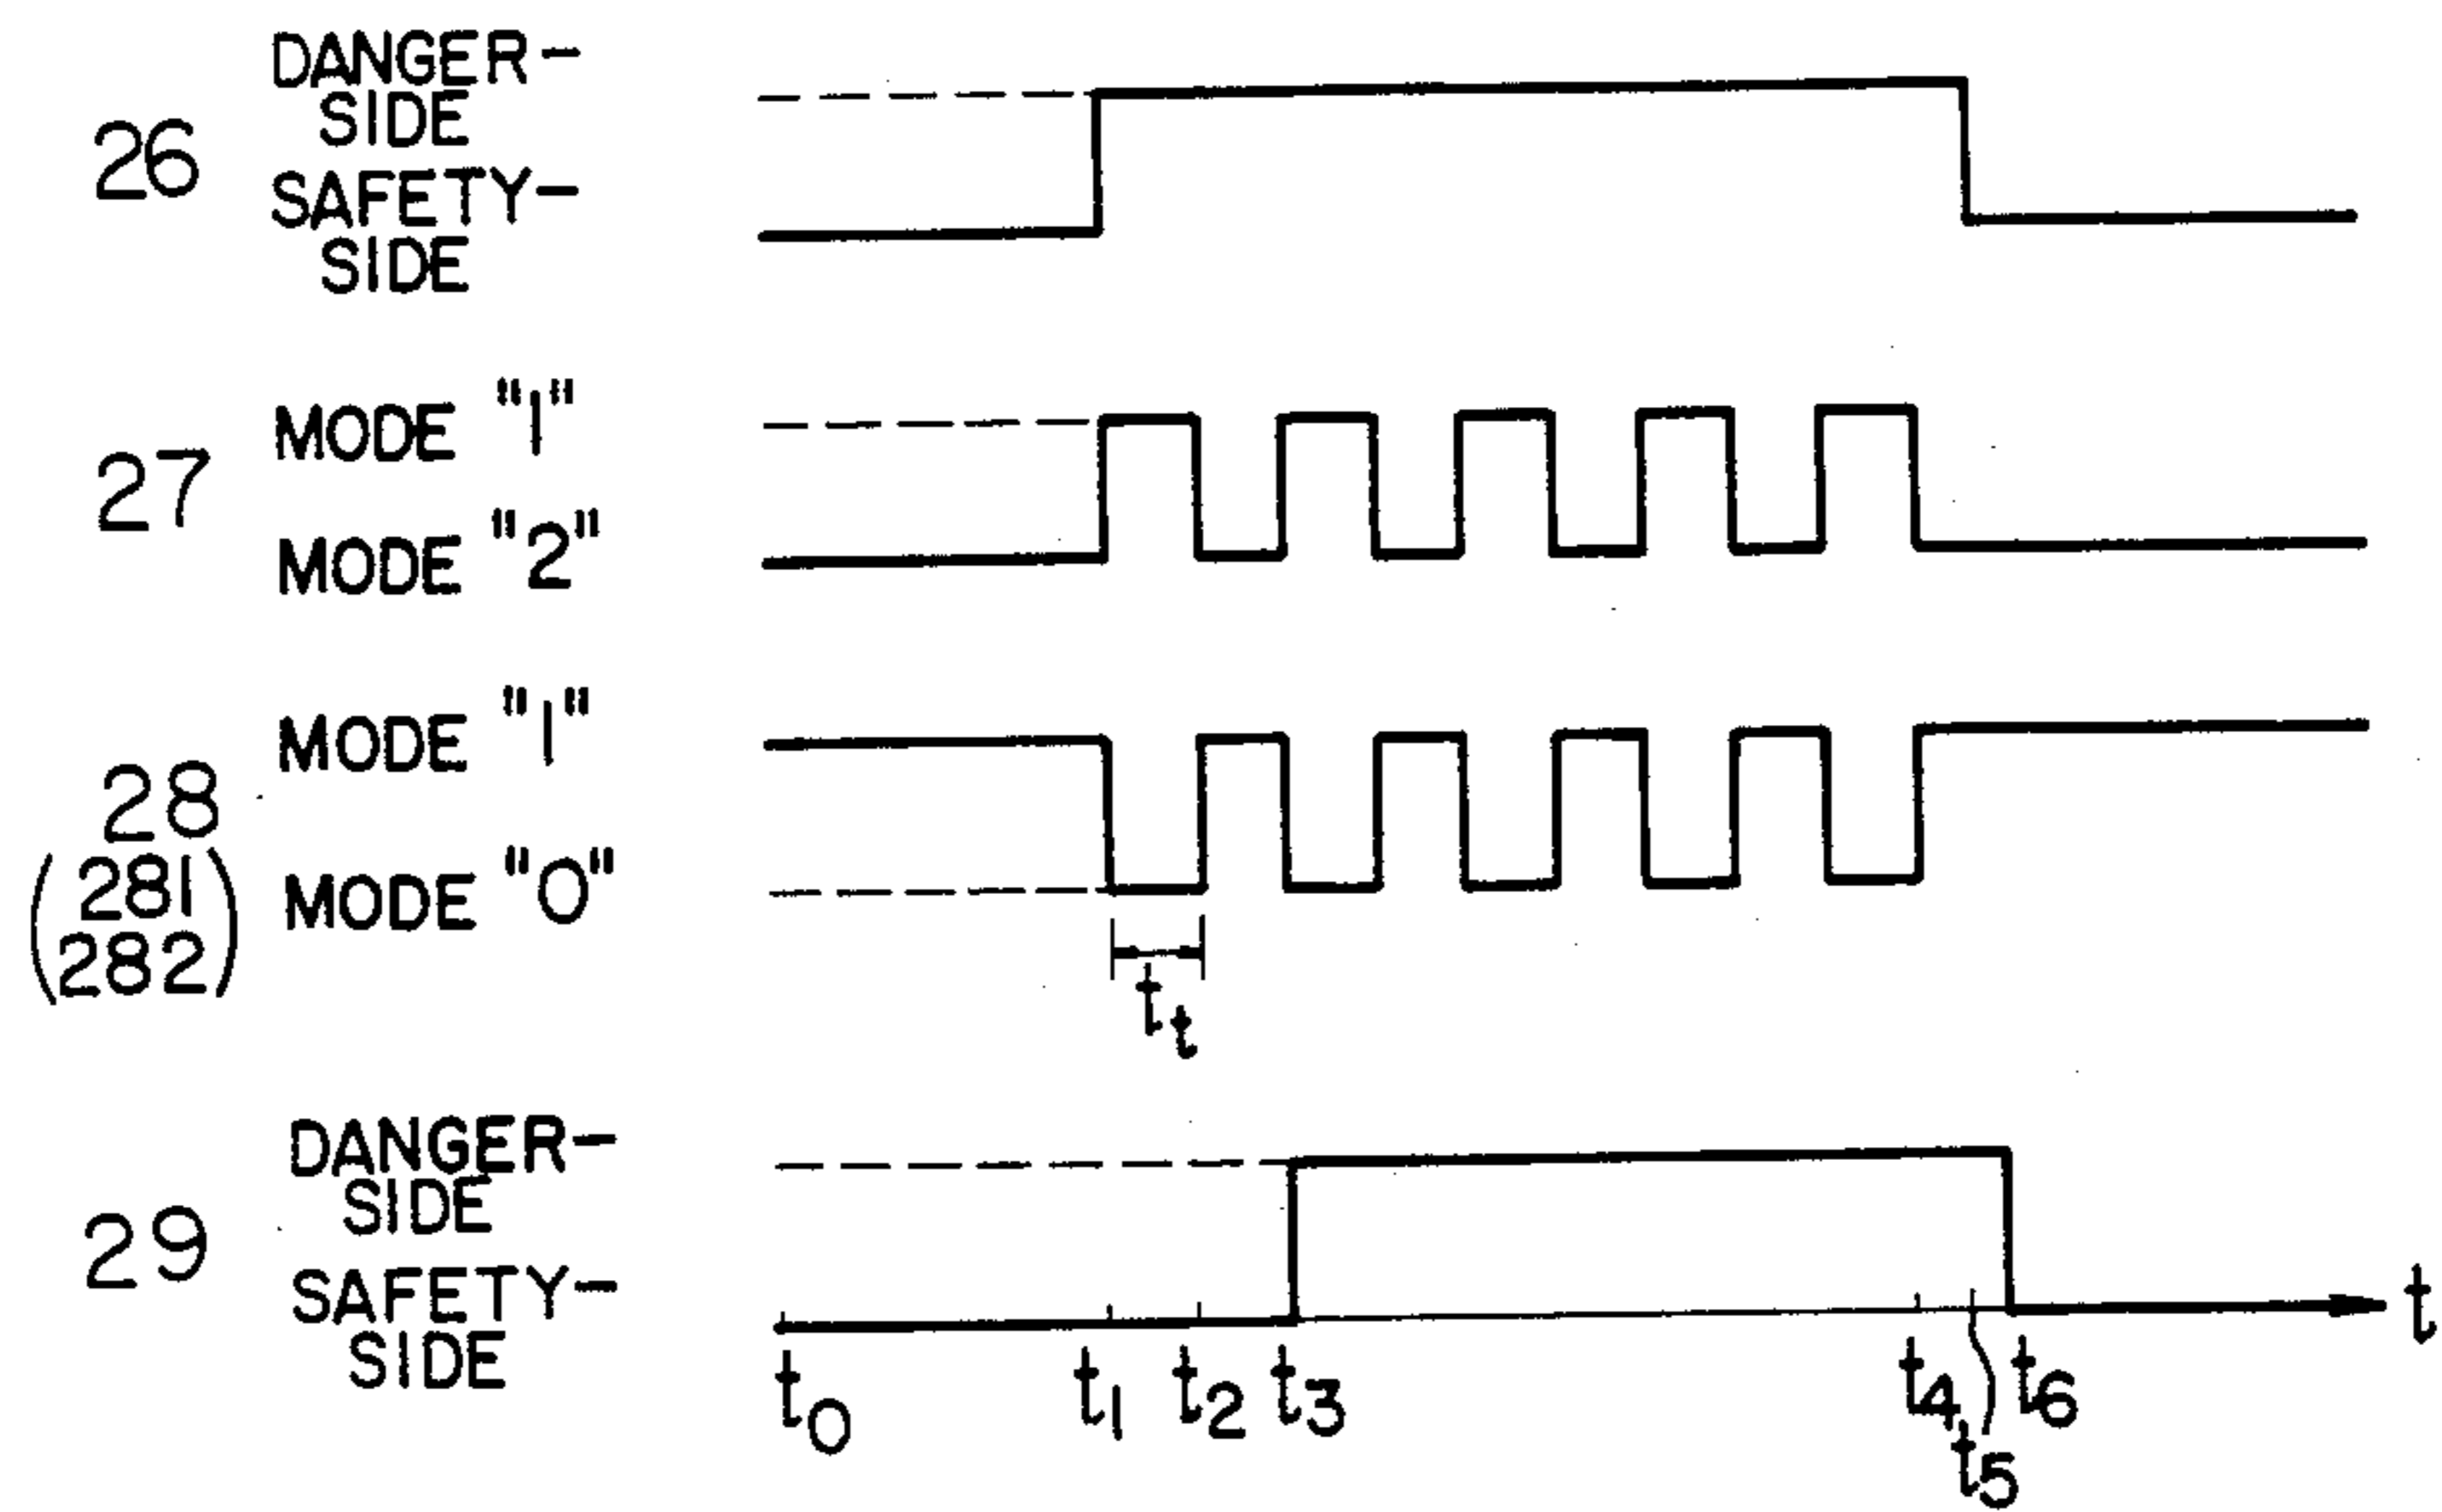 26
DANGER-
SIDE
SAFETY-
SIDE
27
MODE "1"
MODE "2"
28
(281
282)
MODE "1"
MODE "0"
tt
29
DANGER-
SIDE
SAFETY-
SIDE
t0 t1 t2 t3 t4 t5 t6 t